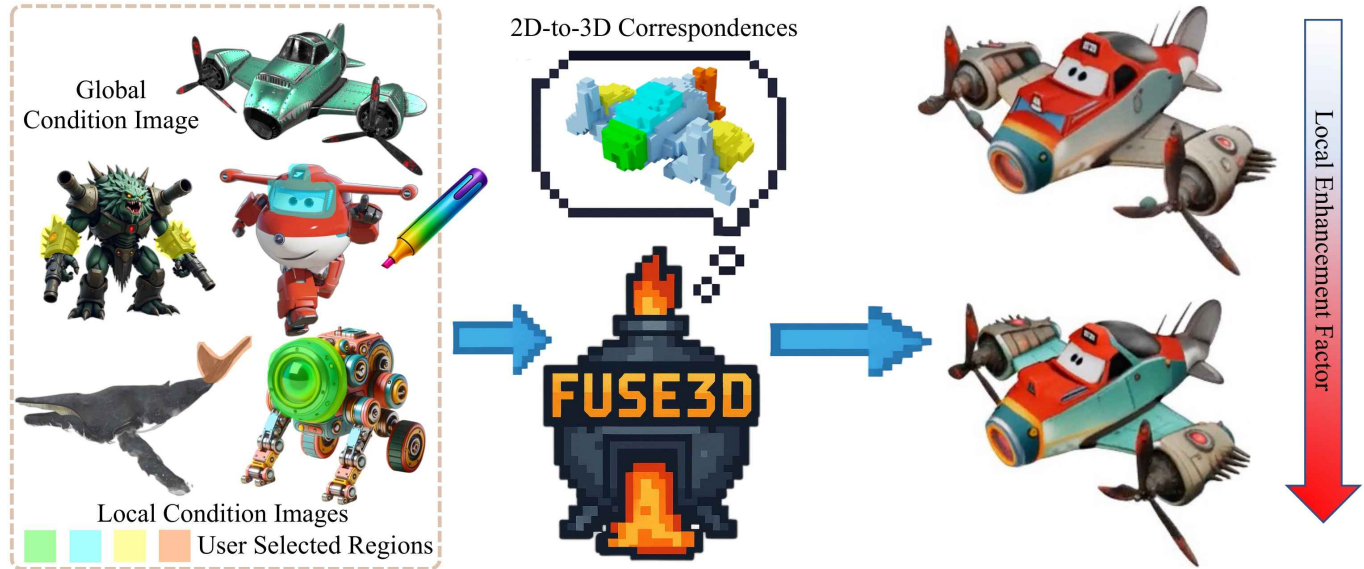 Global
Condition Image
Local Condition Images
User Selected Regions
2D-to-3D Correspondences
FUSE3D
Local Enhancement Factor